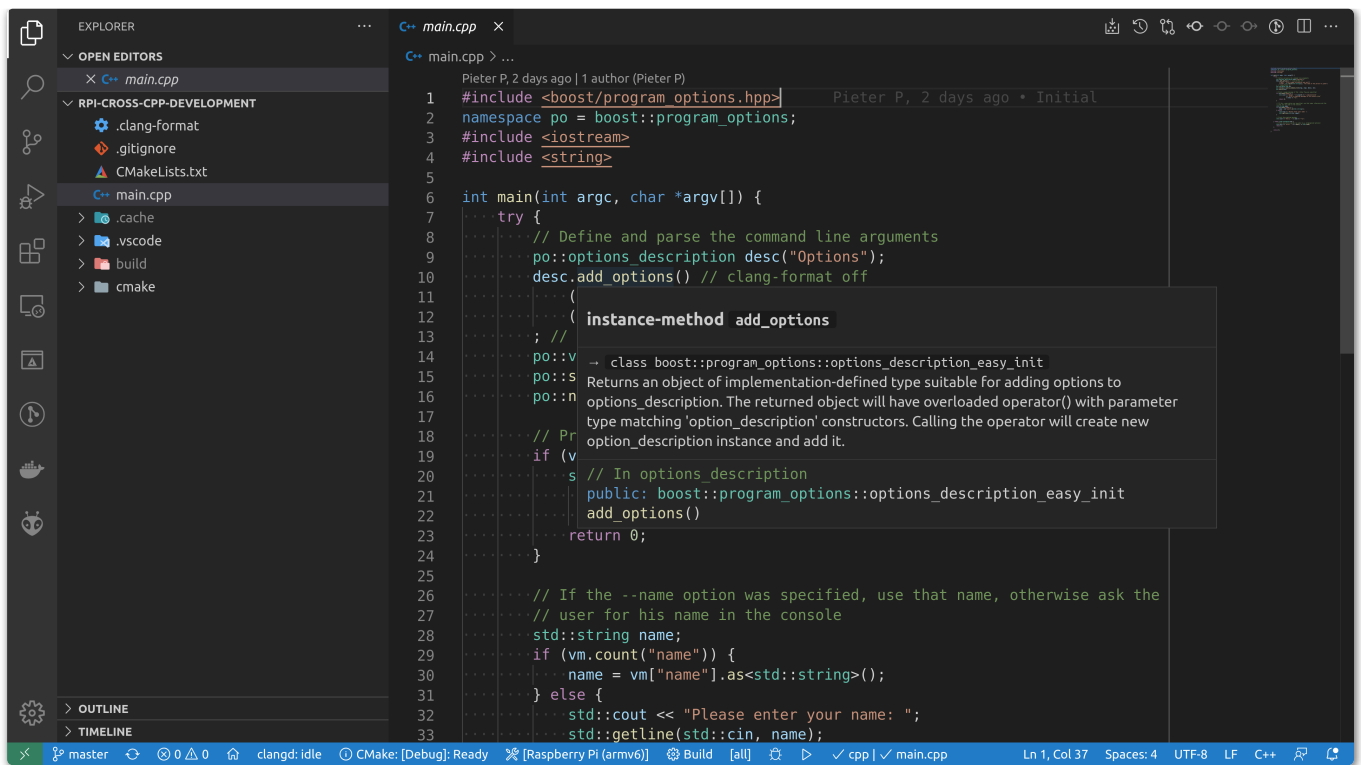 EXPLORER
OPEN EDITORS
main.cpp
RPI-CROSS-CPP-DEVELOPMENT
.clang-format
.gitignore
CMakeLists.txt
main.cpp
.cache
.vscode
build
cmake
OUTLINE
TIMELINE
C++ main.cpp
C++ main.cpp > ...
Pieter P, 2 days ago | 1 author (Pieter P)
1 #include <boost/program_options.hpp> Pieter P, 2 days ago • Initial
2 namespace po = boost::program_options;
3 #include <iostream>
4 #include <string>
5
6 int main(int argc, char *argv[]) {
7 try {
8 // Define and parse the command line arguments
9 po::options_description desc("Options");
10 desc.add_options() // clang-format off
11 (
12 (
13 ; //
14 po::v
15 po::s
16 po::n
17
18 // Pr
19 if (v
20 s
21
22
23 return 0;
24 }
25
26 // If the --name option was specified, use that name, otherwise ask the
27 // user for his name in the console
28 std::string name;
29 if (vm.count("name")) {
30 name = vm["name"].as<std::string>();
31 } else {
32 std::cout << "Please enter your name: ";
33 std::getline(std::cin, name);
instance-method add_options
→ class boost::program_options::options_description_easy_init
Returns an object of implementation-defined type suitable for adding options to
options_description. The returned object will have overloaded operator() with parameter
type matching 'option_description' constructors. Calling the operator will create new
option_description instance and add it.
// In options_description
public: boost::program_options::options_description_easy_init
add_options()
master 0 0 clangd: idle CMake: [Debug]: Ready [Raspberry Pi (armv6)] Build [all] cpp | main.cpp Ln 1, Col 37 Spaces: 4 UTF-8 LF C++